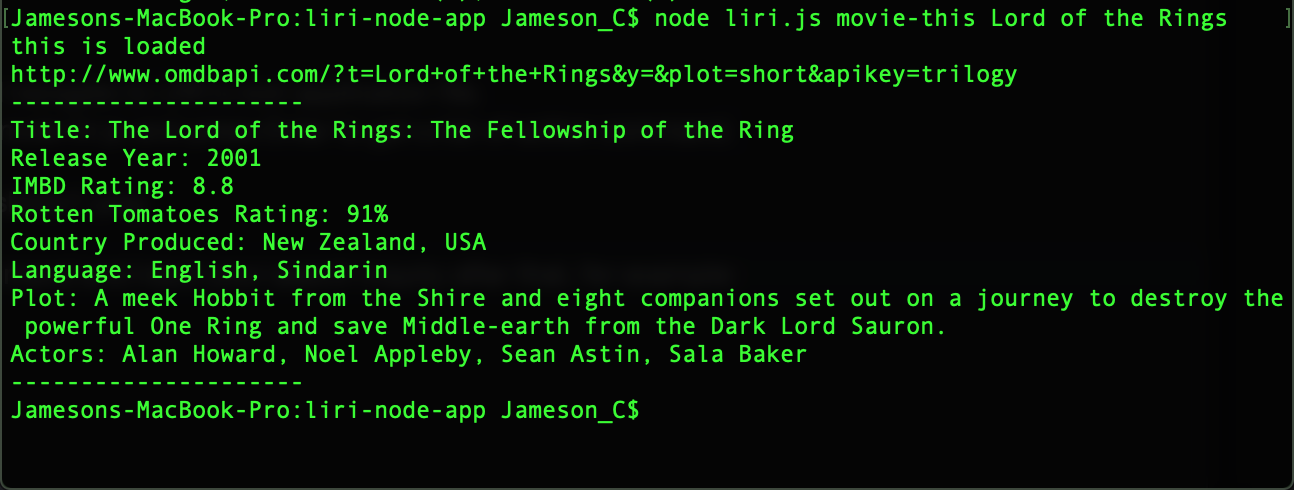 [Jamesons-MacBook-Pro:liri-node-app Jameson_C$ node liri.js movie-this Lord of the Rings ]
this is loaded
http://www.omdbapi.com/?t=Lord+of+the+Rings&y=&plot=short&apikey=trilogy
---------------------
Title: The Lord of the Rings: The Fellowship of the Ring
Release Year: 2001
IMBD Rating: 8.8
Rotten Tomatoes Rating: 91%
Country Produced: New Zealand, USA
Language: English, Sindarin
Plot: A meek Hobbit from the Shire and eight companions set out on a journey to destroy the
powerful One Ring and save Middle-earth from the Dark Lord Sauron.
Actors: Alan Howard, Noel Appleby, Sean Astin, Sala Baker
---------------------
Jamesons-MacBook-Pro:liri-node-app Jameson_C$